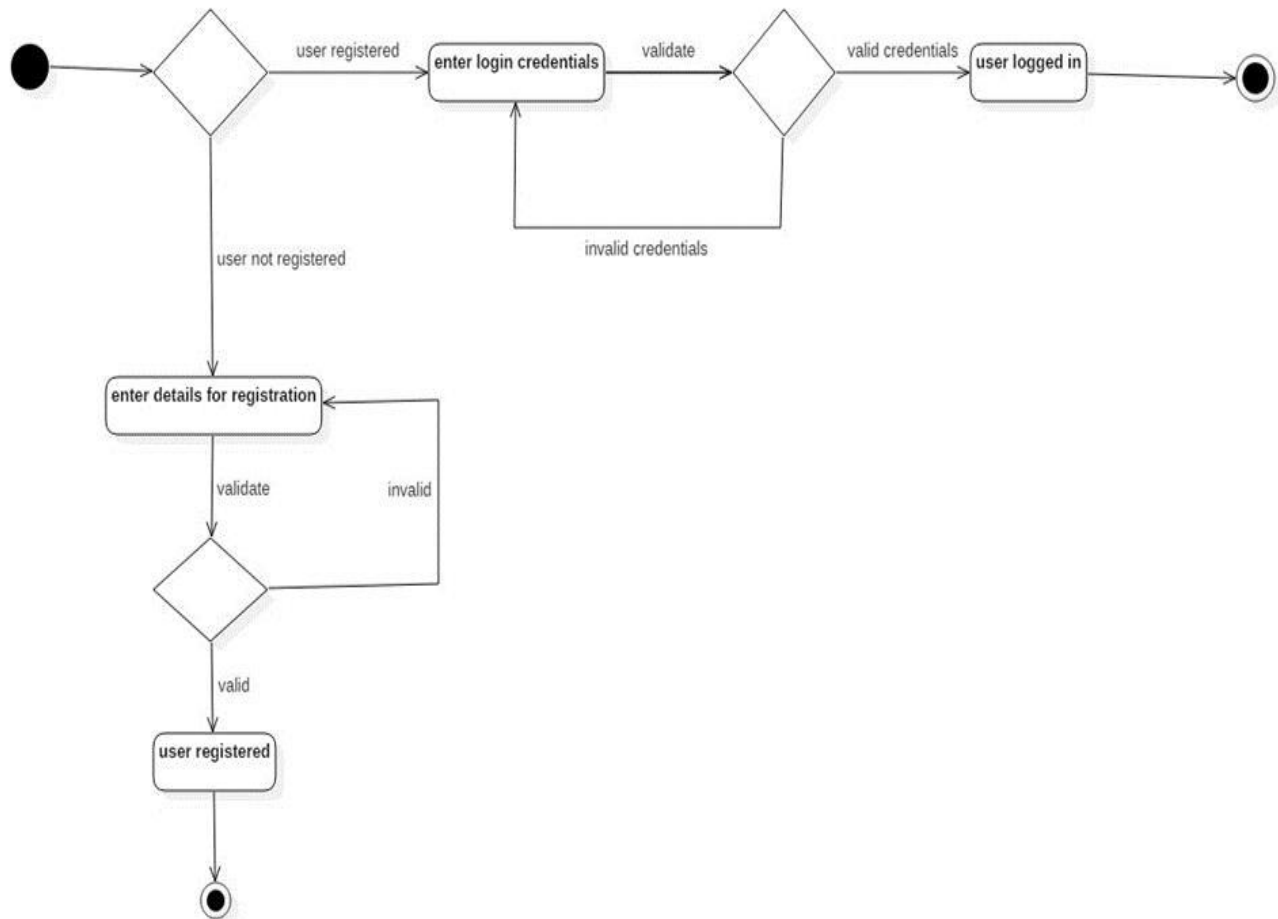 user registered
enter login credentials
validate
valid credentials
user logged in
invalid credentials
user not registered
enter details for registration
validate
invalid
valid
user registered